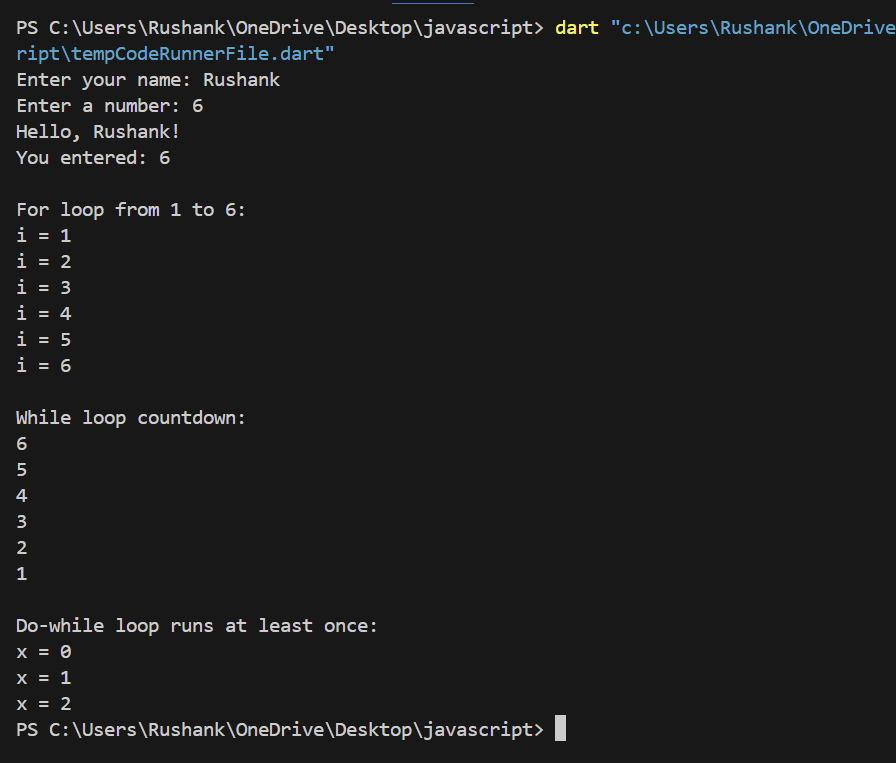 PS C:\Users\Rushank\OneDrive\Desktop\javascript> dart "c:\Users\Rushank\OneDrive
ript\tempCodeRunnerFile.dart"
Enter your name: Rushank
Enter a number: 6
Hello, Rushank!
You entered: 6
For loop from 1 to 6:
i = 1
i = 2
i = 3
i = 4
i = 5
i = 6
While loop countdown:
6
5
4
3
2
1
Do-while loop runs at least once:
x = 0
x = 1
x = 2
PS C:\Users\Rushank\OneDrive\Desktop\javascript>